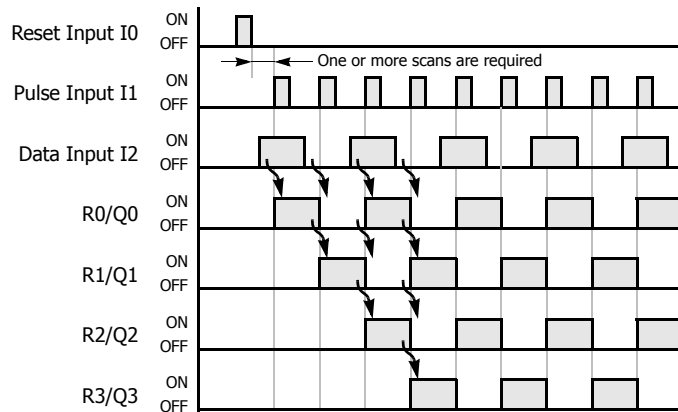 ON
Reset Input I0
OFF
One or more scans are required
ON
Pulse Input I1
OFF
ON
Data Input I2
OFF
ON
R0/Q0
OFF
ON
R1/Q1
OFF
ON
R2/Q2
OFF
ON
R3/Q3
OFF